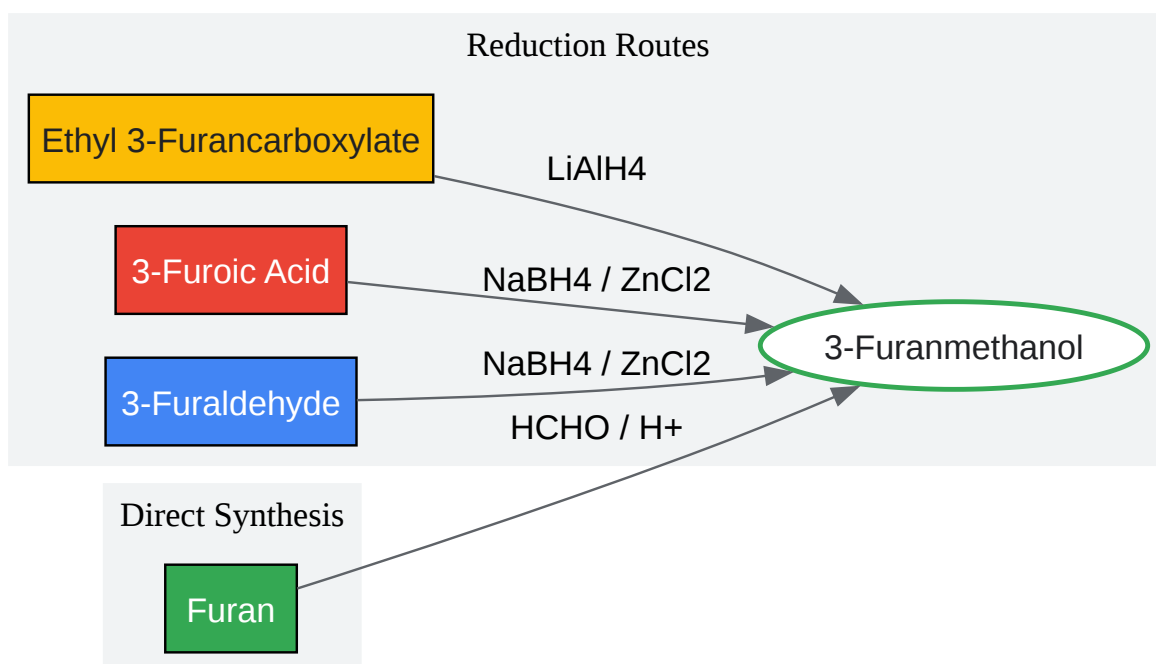 Reduction Routes
Ethyl 3-Furancarboxylate
LiAlH4
3-Furoic Acid
NaBH4 / ZnCl2
3-Furanmethanol
3-Furaldehyde
NaBH4 / ZnCl2
HCHO / H+
Direct Synthesis
Furan